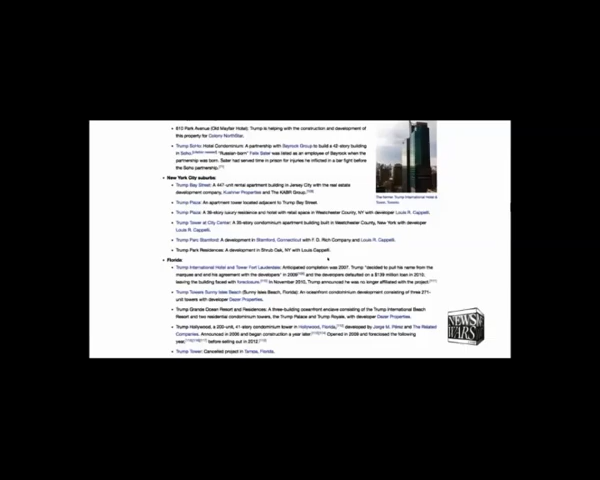 610 Park Avenue (Old Mayfair Hotel): Trump is helping with the construction and development of
this property for Colony NorthStar.
Trump SoHo: Hotel Condominium: A partnership with Bayrock Group to build a 42-story building
in SoHo. "Russian born" Felix Sater was listed as an employee of Bayrock when the
partnership was born. Sater had served time in prison for injuries he inflicted in a bar fight before
the SoHo partnership.
The former Trump International Hotel &
Tower, Toronto.
New York City suburbs:
Trump Bay Street: A 447-unit rental apartment building in Jersey City with the real estate
development company, Kushner Properties and The KABR Group.
Trump Plaza: An apartment tower located adjacent to Trump Bay Street.
Trump Plaza: A 39-story luxury residence and hotel with retail space in Westchester County, NY with developer Louis R. Cappelli.
Trump Tower at City Center: A 35-story condominium apartment building built in Westchester County, New York with developer
Louis R. Cappelli.
Trump Parc Stamford: A development in Stamford, Connecticut with F. D. Rich Company and Louis R. Cappelli.
Trump Park Residences: A development in Shrub Oak, NY with Louis Cappelli.
Florida:
Trump International Hotel and Tower Fort Lauderdale: Anticipated completion was 2007. Trump "decided to pull his name from the
marquee and end his agreement with the developers" in 2009 and the developers defaulted on a $139 million loan in 2010,
leaving the building faced with foreclosure. In November 2010, Trump announced he was no longer affiliated with the project.
Trump Towers Sunny Isles Beach (Sunny Isles Beach, Florida): An oceanfront condominium development consisting of three 271-
unit towers with developer Dezer Properties.
Trump Grande Ocean Resort and Residences: A three-building oceanfront enclave consisting of the Trump International Beach
Resort and two residential condominium towers, the Trump Palace and Trump Royale, with developer Dezer Properties.
Trump Hollywood, a 200-unit, 41-story condominium tower in Hollywood, Florida, developed by Jorge M. Pérez and The Related
Companies. Announced in 2006 and began construction a year later. Opened in 2009 and foreclosed the following
year, before selling out in 2012.
Trump Tower: Cancelled project in Tampa, Florida.
NEWS
WARS